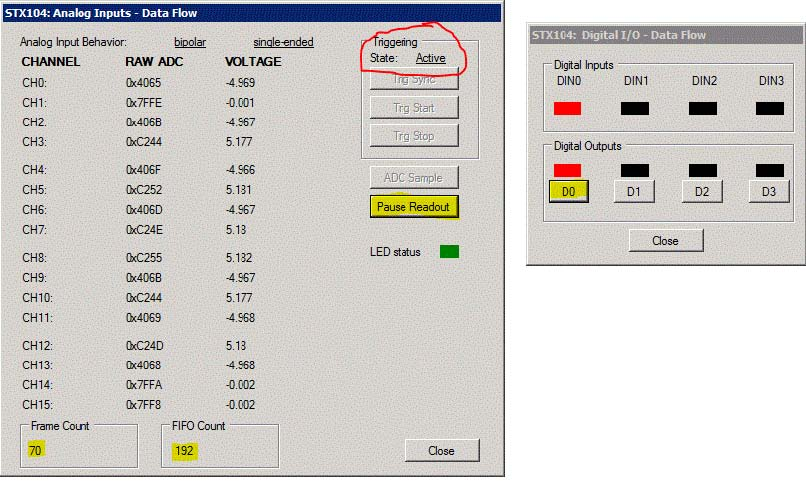 STX104: Analog Inputs - Data Flow
Analog Input Behavior: bipolar single-ended
CHANNEL RAW ADC VOLTAGE
CH0: 0x4065 -4.969
CH1: 0x7FFE -0.001
CH2. 0x406B -4.967
CH3: 0xC244 5.177
CH4: 0x406F -4.966
CH5: 0xC252 5.181
CH6: 0x406D -4.967
CH7: 0xC24E 5.18
CH8: 0xC255 5.182
CH9: 0x406B -4.967
CH10: 0xC244 5.177
CH11: 0x4069 -4.968
CH12: 0xC24D 5.18
CH13: 0x4068 -4.968
CH14: 0x7FFA -0.002
CH15: 0x7FF8 -0.002
Triggering
State: Active
Trg Sync
Trg Start
Trg Stop
ADC Sample
Pause Readout
LED status
Frame Count
70
FIFO Count
192
Close
STX104: Digital I/O - Data Flow
Digital Inputs
DIN0 DIN1 DIN2 DIN3
Digital Outputs
D0 D1 D2 D3
Close